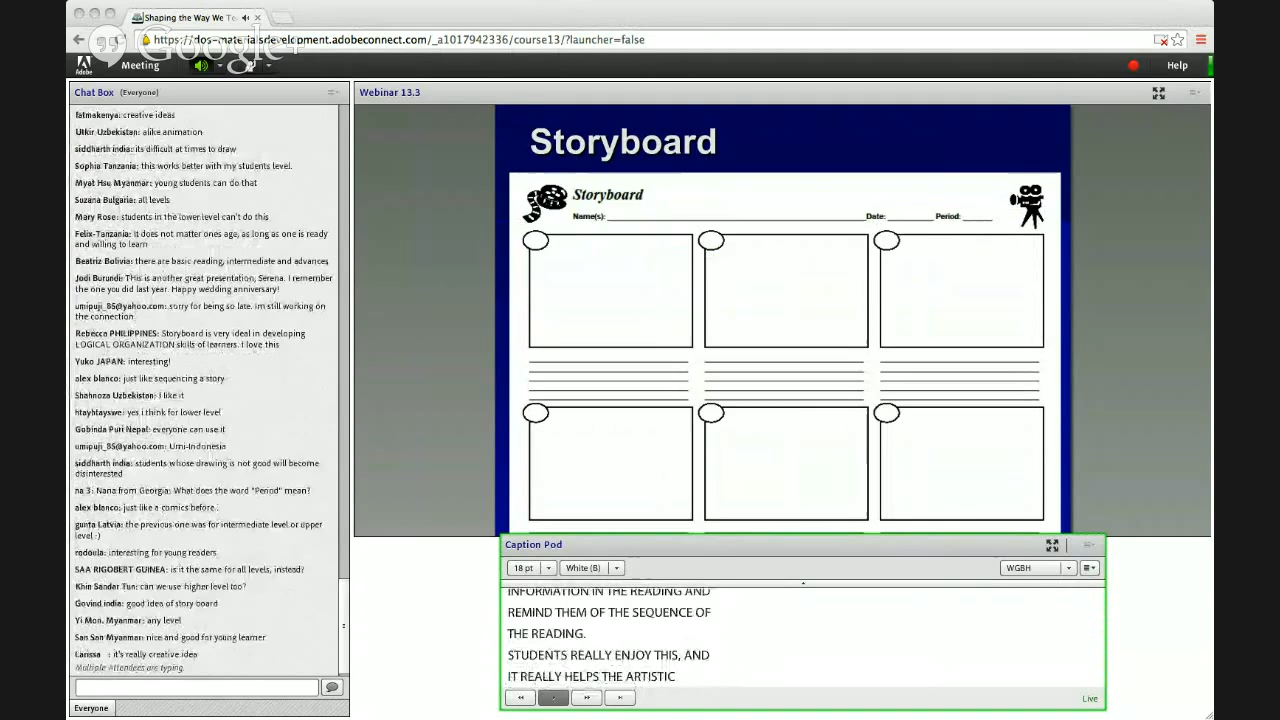 Shaping the Way We Te
Google+
https://dos-materialsdevelopment.adobeconnect.com/_a1017942336/course13/?launcher=false
Adobe
Meeting
Help
Chat Box (Everyone)
fatmakenya: creative ideas
Utkir Uzbekistan: alike animation
siddharth india: its difficult at times to draw
Sophia Tanzania: this works better with my students level.
Myat Hsu Myanmar: young students can do that
Suzana Bulgaria: all levels
Mary Rose: students in the lower level can't do this
Felix-Tanzania: it does not matter ones age, as long as one is ready
and willing to learn
Beatriz Bolivia: there are basic reading, intermediate and advances
Jodi Burundi: This is another great presentation, Serena. I remember
the one you did last year. Happy wedding anniversary!
umipuji_85@yahoo.com: sorry for being so late. Im still working on
the connection
Rebecca PHILIPPINES: Storyboard is very ideal in developing
LOGICAL ORGANIZATION skills of learners. I love this
Yuko JAPAN: interesting!
alex blanco: just like sequencing a story
Shahnoza Uzbekistan: I like it
htayhtayswe: yes i think for lower level
Gobinda Puri Nepal: everyone can use it
umipuji_85@yahoo.com: Umi-Indonesia
siddharth india: students whose drawing is not good will become
disinterested
na 3: Nana from Georgia: What does the word "Period" mean?
alex blanco: just like a comics before..
gunta Latvia: the previous one was for intermediate level or upper
level :)
rodoula: interesting for young readers
SAA RIGOBERT GUINEA: is it the same for all levels, instead?
Khin Sandar Tun: can we use higher level too?
Govind india: good idea of story board
Yi Mon. Myanmar: any level
San San Myanmar: nice and good for young learner
Larissa : it's really creative idea
Multiple Attendees are typing.
Everyone
Webinar 13.3
Storyboard
Storyboard
Name(s): Date: Period:
Caption Pod
18 pt White (B) WGBH
INFORMATION IN THE READING AND
REMIND THEM OF THE SEQUENCE OF
THE READING.
STUDENTS REALLY ENJOY THIS, AND
IT REALLY HELPS THE ARTISTIC
Live